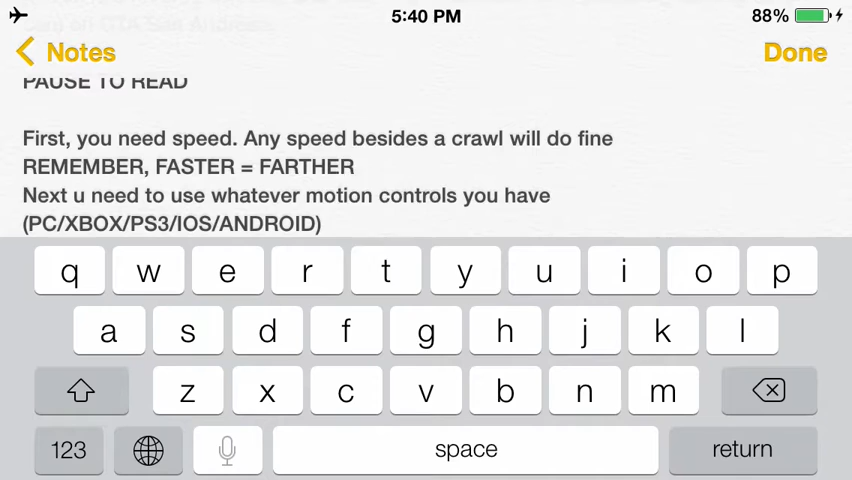 5:40 PM
88%
Notes
Done
PAUSE TO READ
First, you need speed. Any speed besides a crawl will do fine
REMEMBER, FASTER = FARTHER
Next u need to use whatever motion controls you have
(PC/XBOX/PS3/IOS/ANDROID)
q w e r t y u i o p
a s d f g h j k l
z x c v b n m
123 space return